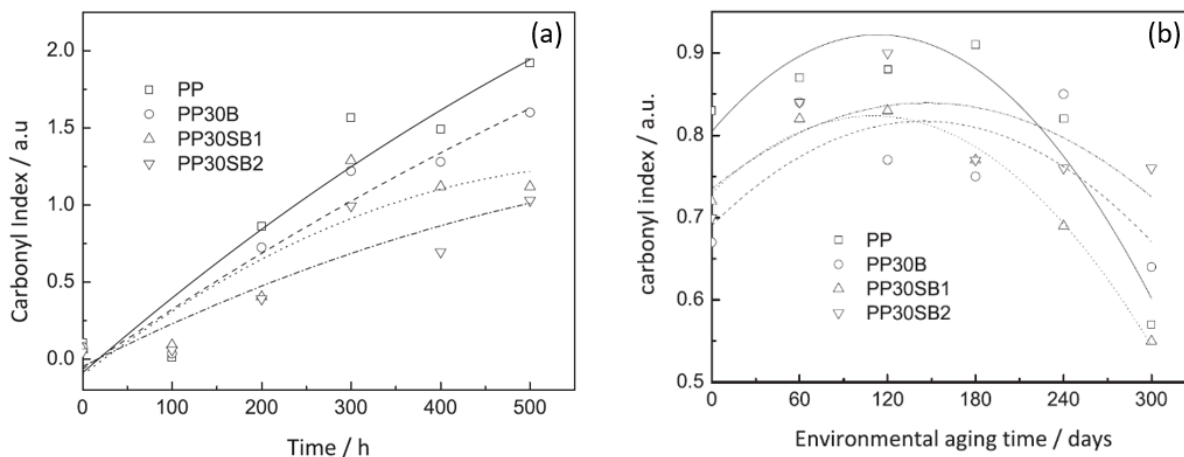 (a)
Carbonyl Index / a.u
2.0
1.5
1.0
0.5
0.0
PP
PP30B
PP30SB1
PP30SB2
0 100 200 300 400 500
Time / h
(b)
carbonyl index / a.u.
0.9
0.8
0.7
0.6
0.5
PP
PP30B
PP30SB1
PP30SB2
0 60 120 180 240 300
Environmental aging time / days